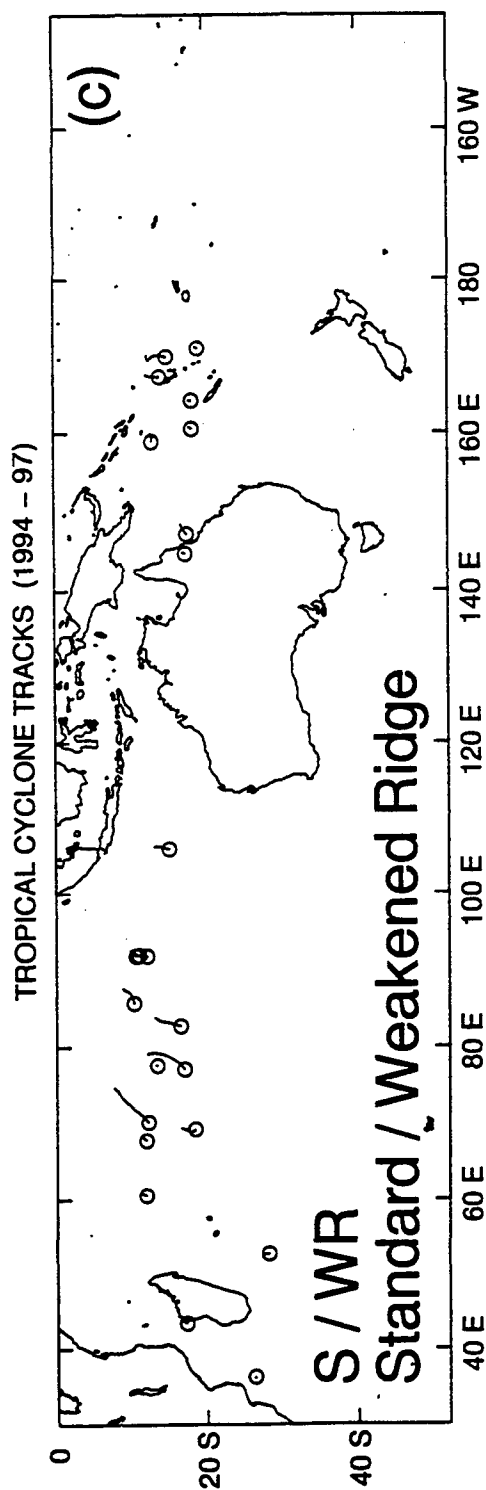 TROPICAL CYCLONE TRACKS (1994 – 97)
(c)
0
20 S
40 S
S / WR
Standard / Weakened Ridge
40 E
60 E
80 E
100 E
120 E
140 E
160 E
180
160 W